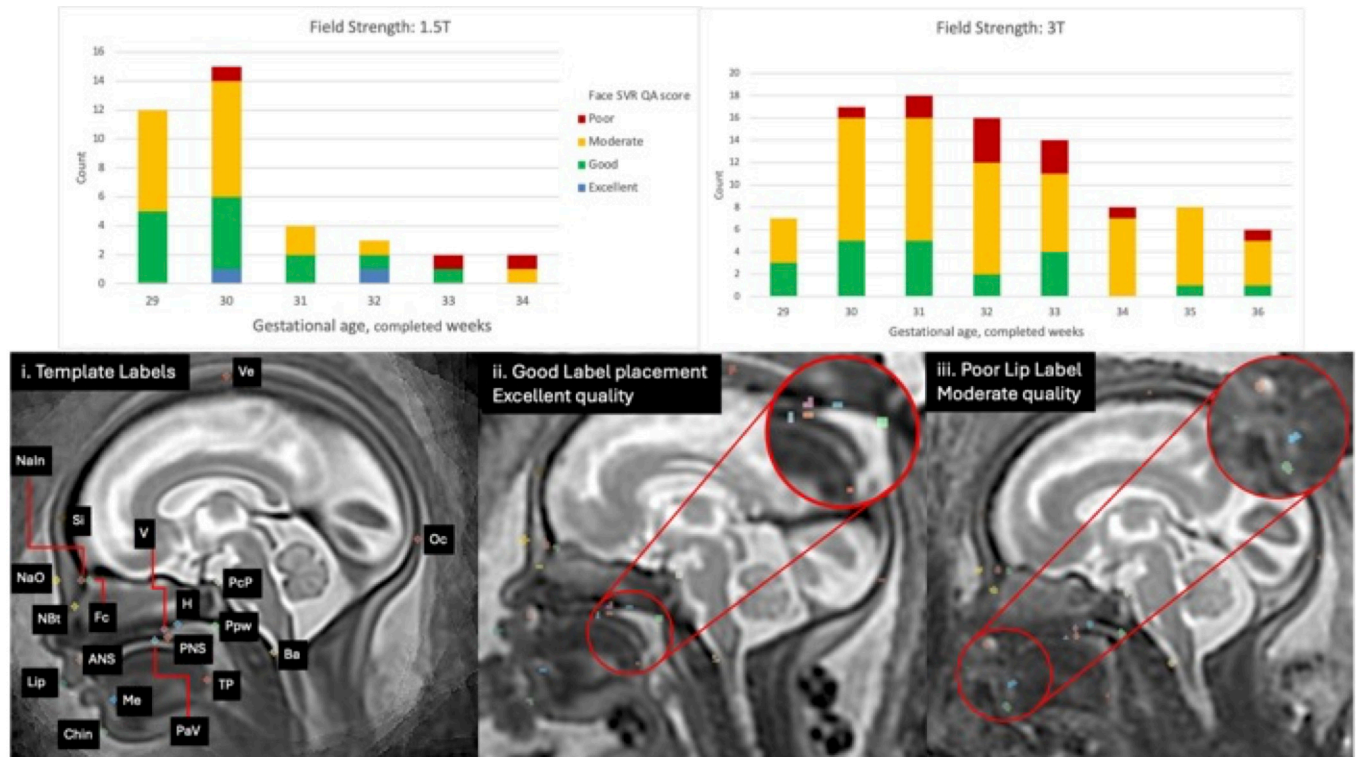 Field Strength: 1.5T
16
14
12
10
8
6
4
2
0
Count
29 30 31 32 33 34
Gestational age, completed weeks
Face SVR QA score
Poor
Moderate
Good
Excellent
Field Strength: 3T
20
18
16
14
12
10
8
6
4
2
0
Count
29 30 31 32 33 34 35 36
Gestational age, completed weeks
i. Template Labels
Ve
NaIn
Si
V
Oc
NaO
PcP
NBt
Fc
H
Ppw
ANS
PNS
Ba
Lip
TP
Me
Chin
PaV
ii. Good Label placement
Excellent quality
iii. Poor Lip Label
Moderate quality